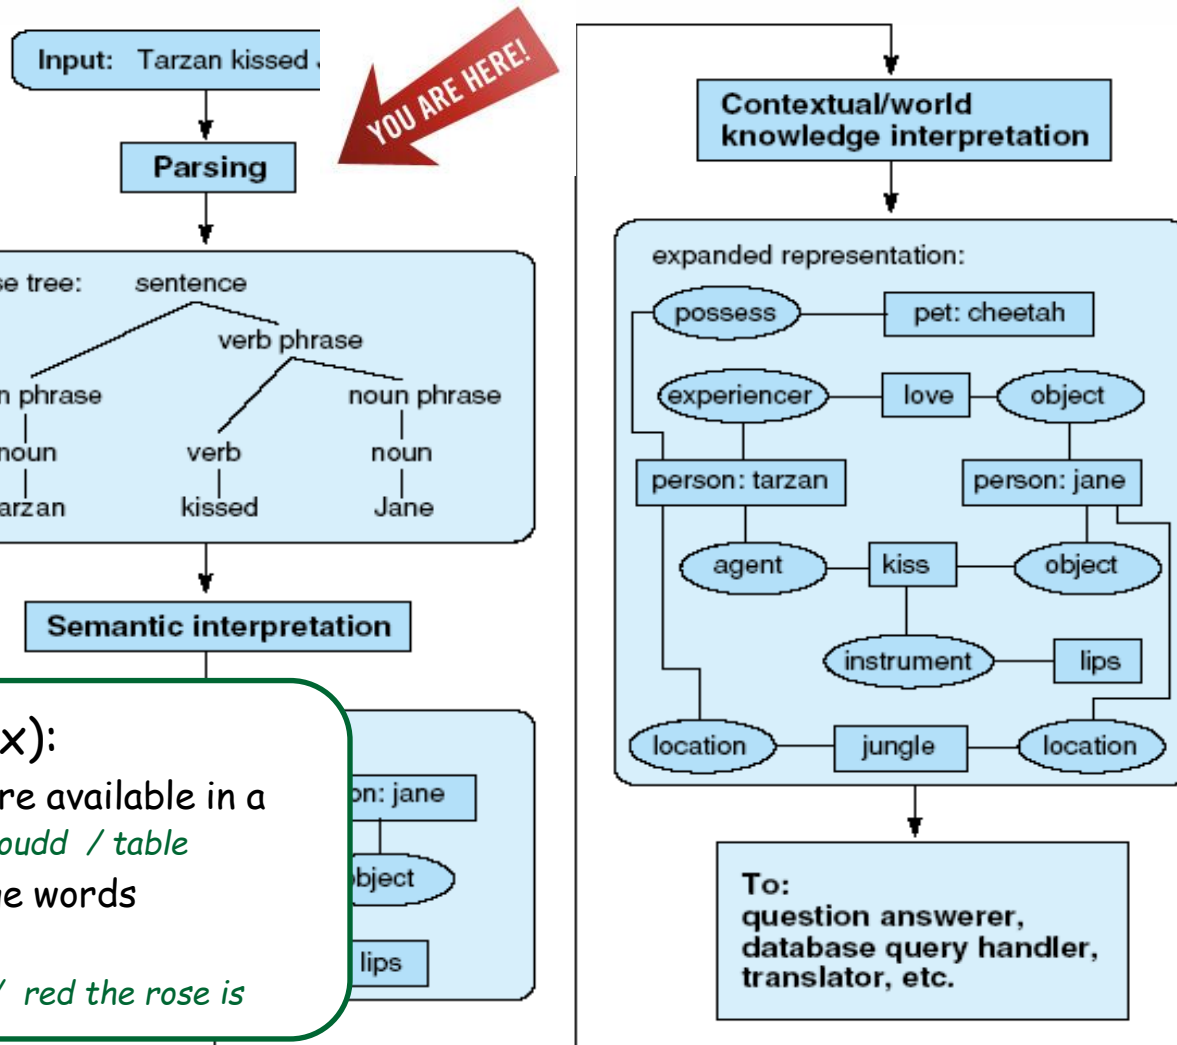 Input: Tarzan kissed
YOU ARE HERE!
Parsing
se tree: sentence
verb phrase
n phrase
noun phrase
noun
verb
noun
arzan
kissed
Jane
Semantic interpretation
x):
re available in a
oudd / table
e words
/ red the rose is
on: jane
bject
lips
Contextual/world
knowledge interpretation
expanded representation:
possess
pet: cheetah
experiencer
love
object
person: tarzan
person: jane
agent
kiss
object
instrument
lips
location
jungle
location
To:
question answerer,
database query handler,
translator, etc.